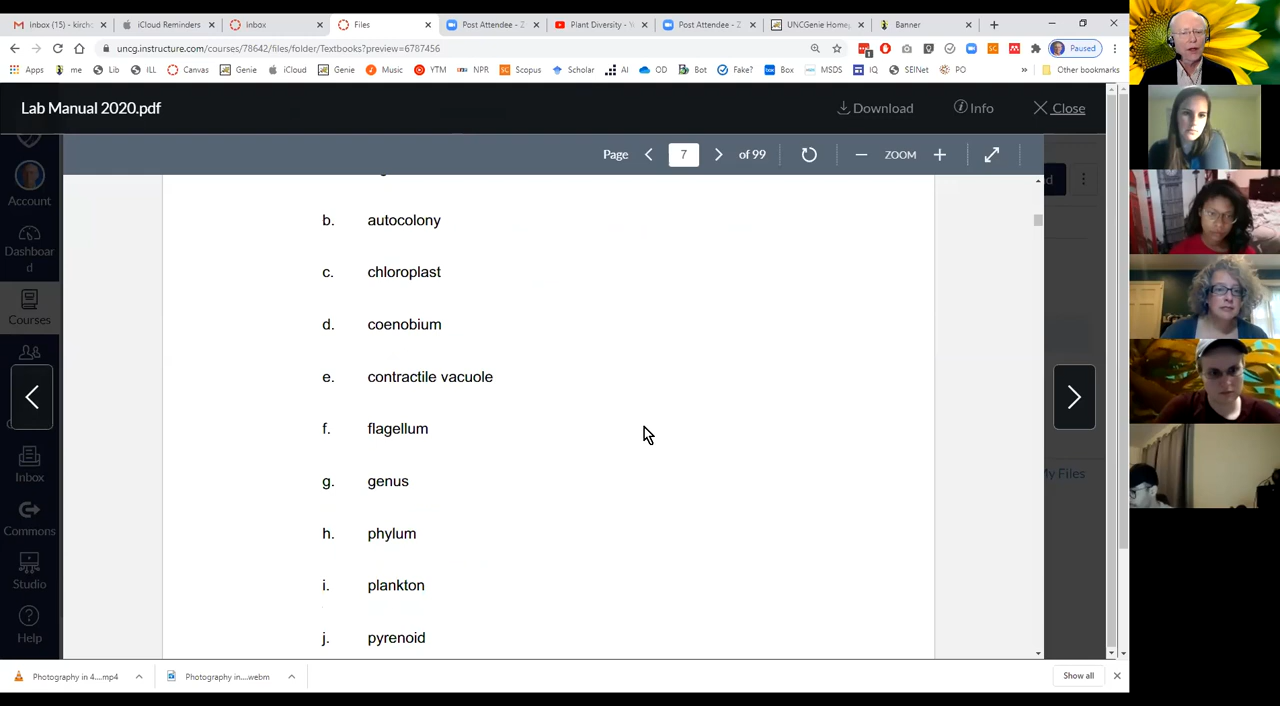 inbox (15) - kirch
iCloud Reminders
Inbox
Files
Post Attendee - Z
Plant Diversity - Y
Post Attendee - Z
UNCGenie Home
Banner
uncg.instructure.com/courses/78642/files/folder/Textbooks?preview=6787456
Paused
Apps
me
Lib
ILL
Canvas
Genie
iCloud
Genie
Music
YTM
NPR
Scopus
Scholar
AI
OD
Bot
Fake?
Box
MSDS
IQ
SEINet
PO
»
Other bookmarks
Lab Manual 2020.pdf
Download
Info
Close
Page
7
of 99
ZOOM
Account
Dashboar
d
Courses
Inbox
Commons
Studio
Help
d
My Files
b. autocolony
c. chloroplast
d. coenobium
e. contractile vacuole
f. flagellum
g. genus
h. phylum
i. plankton
j. pyrenoid
Photography in 4....mp4
Photography in....webm
Show all